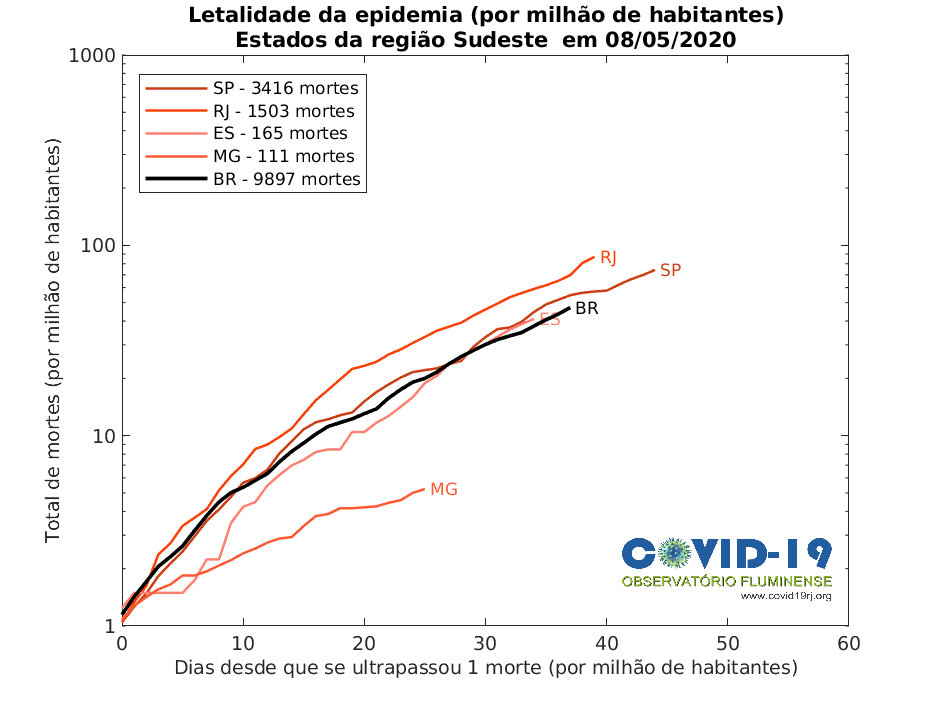 Letalidade da epidemia (por milhão de habitantes)
Estados da região Sudeste  em 08/05/2020
1000
100
10
1
Total de mortes (por milhão de habitantes)
SP - 3416 mortes
RJ - 1503 mortes
ES - 165 mortes
MG - 111 mortes
BR - 9897 mortes
RJ
SP
BR
ES
MG
COVID-19
OBSERVATÓRIO FLUMINENSE
www.covid19rj.org
0 10 20 30 40 50 60
Dias desde que se ultrapassou 1 morte (por milhão de habitantes)